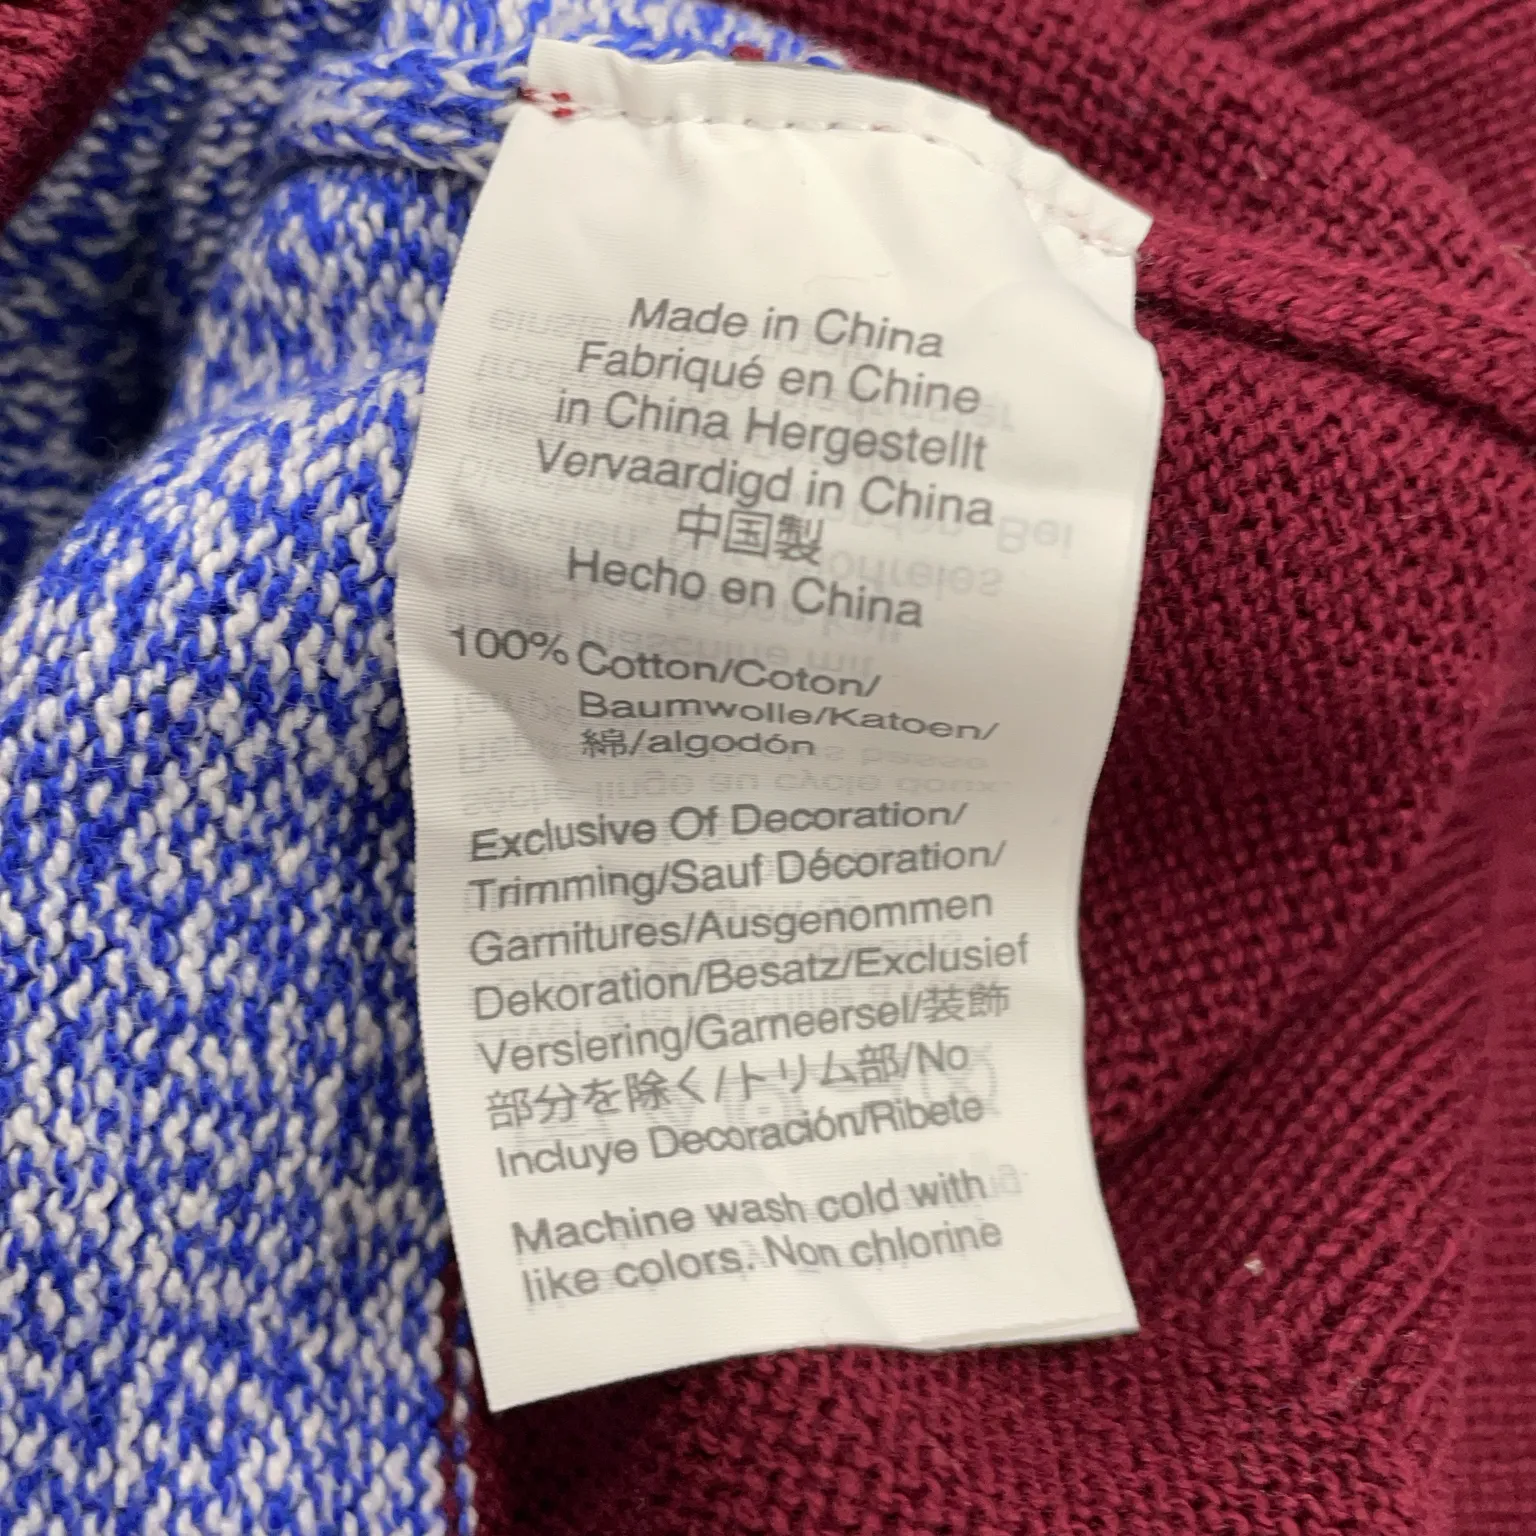 Made in China
Fabriqué en Chine
in China Hergestellt
Vervaardigd in China
中国製
Hecho en China
100% Cotton/Coton/
Baumwolle/Katoen/
綿/algodón
Exclusive Of Decoration/
Trimming/Sauf Décoration/
Garnitures/Ausgenommen
Dekoration/Besatz/Exclusief
Versiering/Garneersel/装飾
部分を除く/トリム部/No
Incluye Decoración/Ribete
Machine wash cold with
like colors. Non chlorine